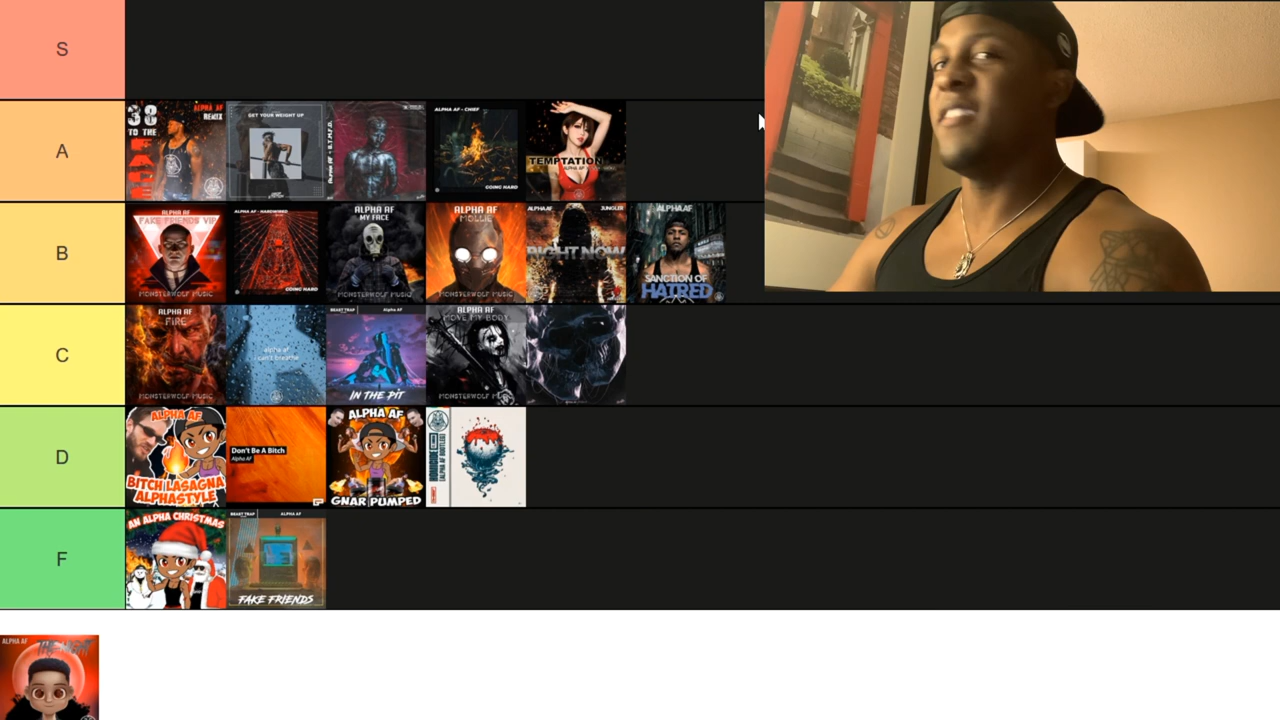 S
A
38
TO THE
FACE
ALPHA AF
REMIX
GET YOUR WEIGHT UP
ALPHA AF - CHIEF
GOING HARD
TEMPTATION
B
ALPHA AF
FAKE FRIENDS VIP
MONSTERWOLF MUSIC
ALPHA AF - HARDWIRED
GOING HARD
ALPHA AF
MY FACE
MONSTERWOLF MUSIC
ALPHA AF
MOLLIE
MONSTERWOLF MUSIC
ALPHA AF
JUNGLER
RIGHT NOW
ALPHA AF
SANCTION OF
HATRED
C
ALPHA AF
FIRE
MONSTERWOLF MUSIC
alpha af
i can't breathe
BEAST TRAP
Alpha AF
IN THE PIT
ALPHA AF
MOVE MY BODY
MONSTERWOLF MUSIC
D
ALPHA AF
BITCH LASAGNA
ALPHASTYLE
Don't Be A Bitch
Alpha AF
ALPHA AF
GNAR PUMPED
F
AN ALPHA CHRISTMAS
BEAST TRAP
ALPHA AF
FAKE FRIENDS
ALPHA AF
THE NIGHT